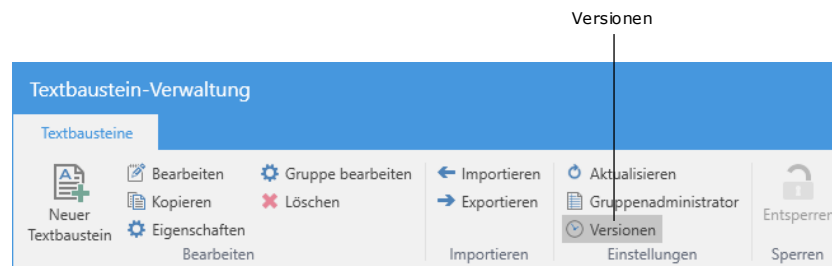 Versionen
Textbaustein-Verwaltung
Textbausteine
Neuer
Textbaustein
Bearbeiten
Kopieren
Eigenschaften
Gruppe bearbeiten
Löschen
Bearbeiten
Importieren
Exportieren
Importieren
Aktualisieren
Gruppenadministrator
Versionen
Einstellungen
Entsperren
Sperren